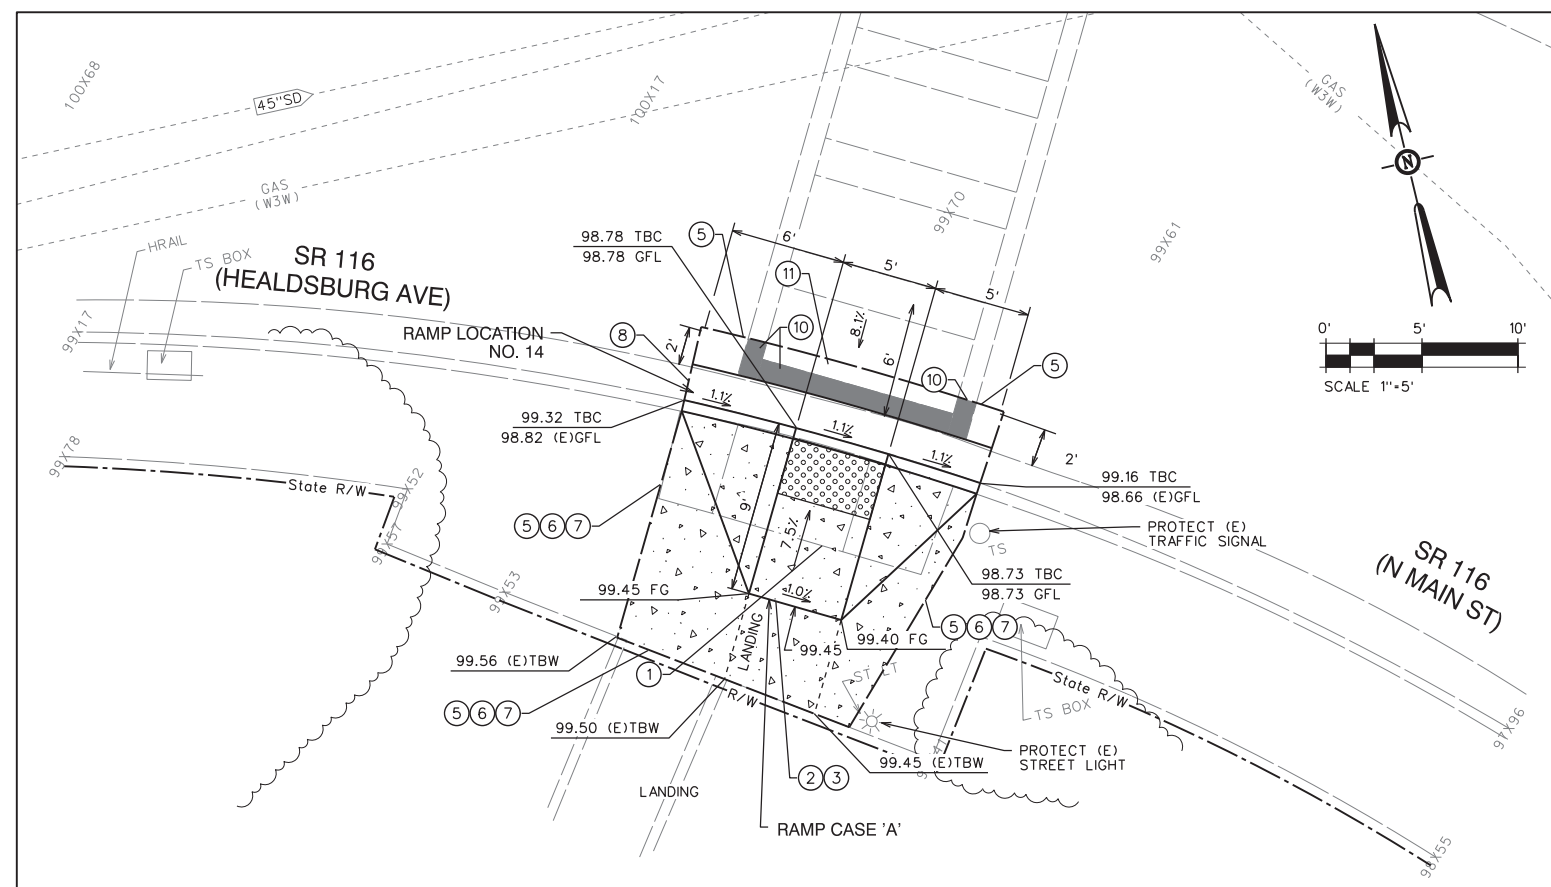 100X68
45"SD
100X17
GAS
(W3W)
GAS
(W3W)
N
99X70
99X61
HRAIL
TS BOX
SR 116
(HEALDSBURG AVE)
98.78 TBC
98.78 GFL
5
6'
11
5'
5'
8.1%
6'
0'
5'
10'
SCALE 1"=5'
99X17
RAMP LOCATION
NO. 14
8
2'
10
10
5
1.1%
1.1%
1.1%
2'
99.32 TBC
98.82 (E)GFL
99.16 TBC
98.66 (E)GFL
99X78
State R/W
99X52
99X57
9'
7.5%
5 6 7
PROTECT (E)
TRAFFIC SIGNAL
TS
SR 116
(N MAIN ST)
99X53
99.45 FG
1.0%
98.73 TBC
98.73 GFL
99.40 FG
5 6 7
LANDING
99.45
99.56 (E)TBW
1
ST LT
State R/W
TS BOX
R/W
5 6 7
99.50 (E)TBW
97X96
99.45 (E)TBW
PROTECT (E)
STREET LIGHT
2 3
LANDING
RAMP CASE 'A'
98X55